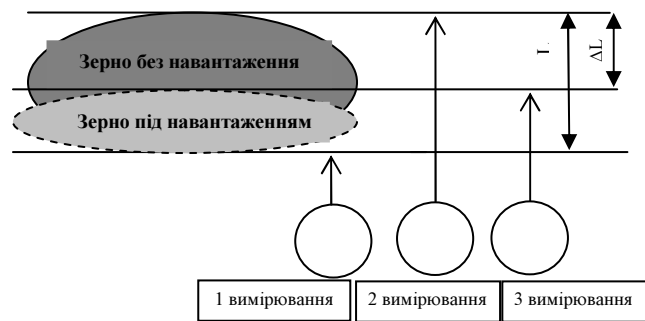 Зерно без навантаження
Зерно під навантаженням
L
ΔL
1 вимірювання
2 вимірювання
3 вимірювання